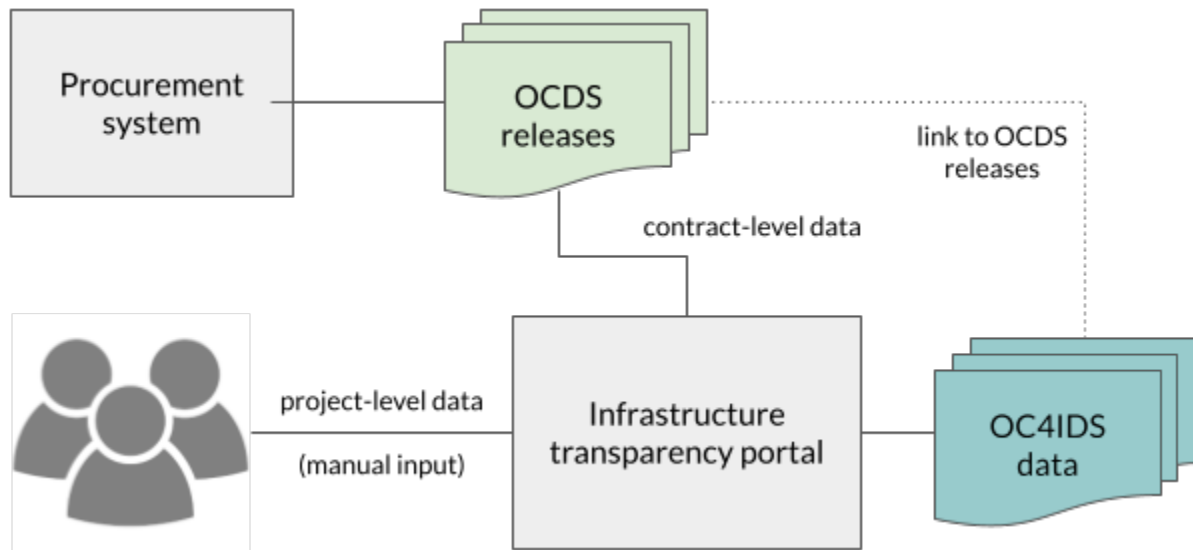 Procurement
system
OCDS
releases
link to OCDS
releases
contract-level data
project-level data
(manual input)
Infrastructure
transparency portal
OC4IDS
data